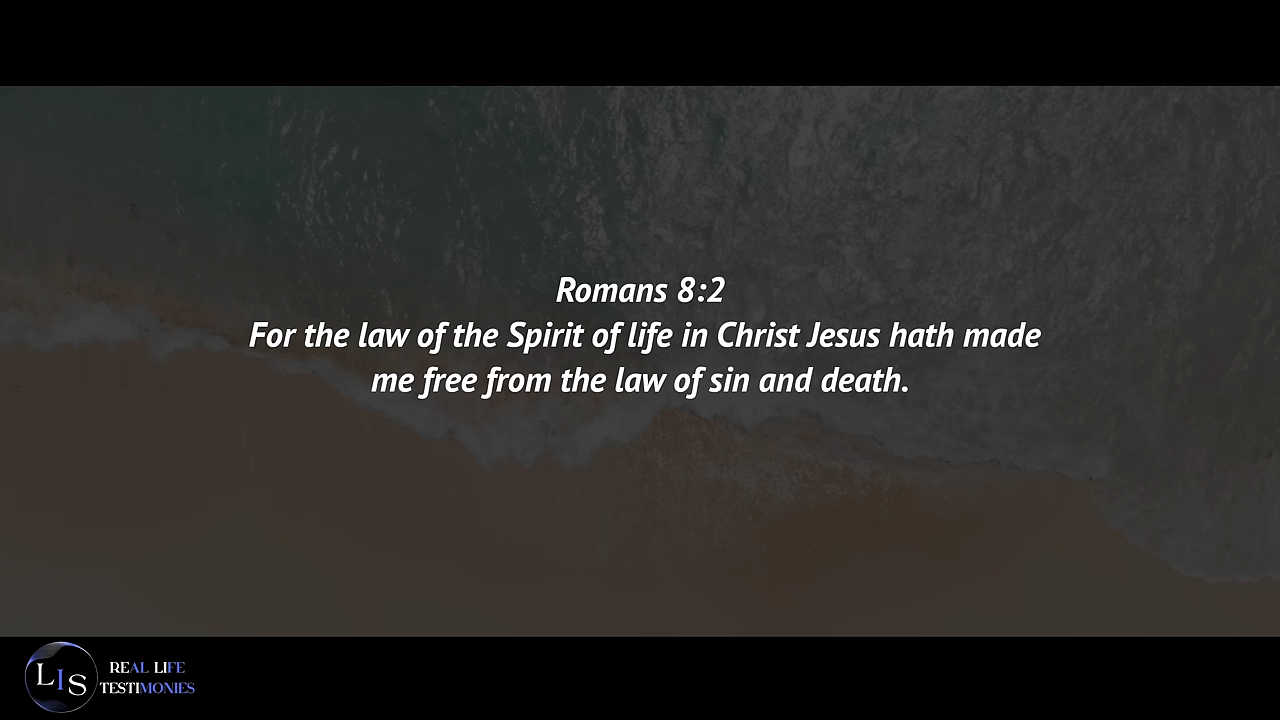 Romans 8:2
For the law of the Spirit of life in Christ Jesus hath made
me free from the law of sin and death.
LIS
REAL LIFE
TESTIMONIES